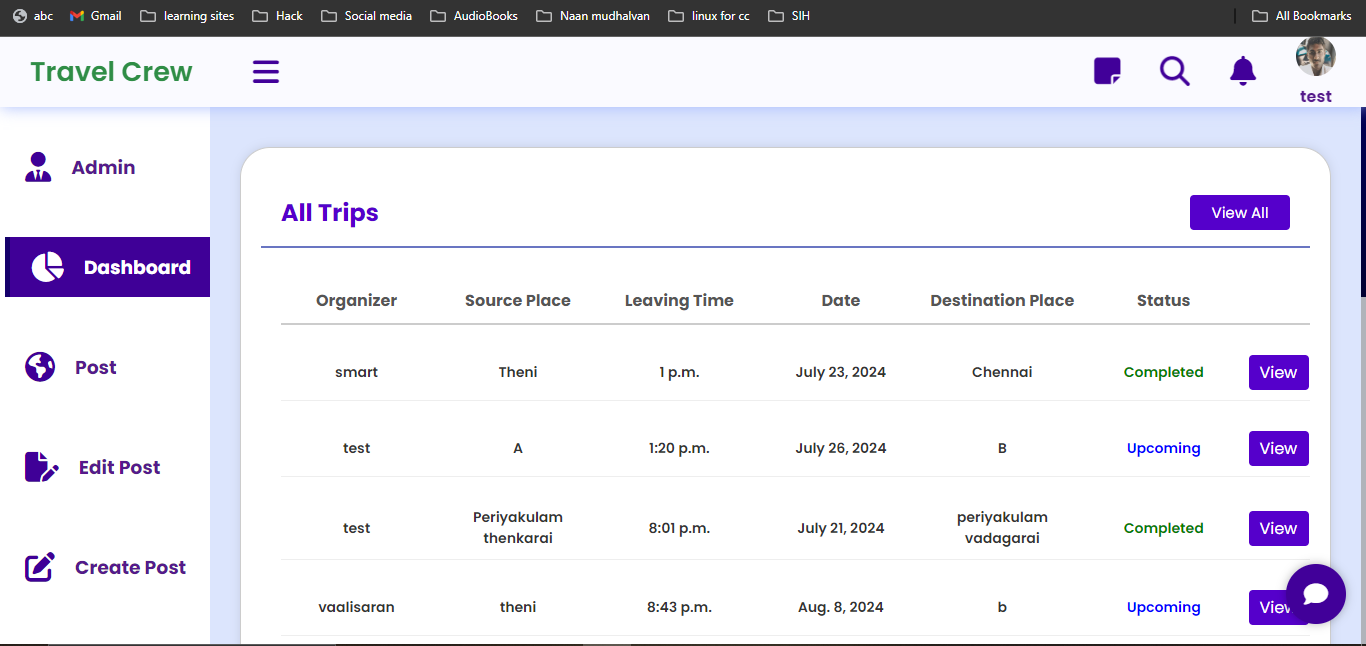 abc Gmail learning sites Hack Social media AudioBooks Naan mudhalvan linux for cc SIH All Bookmarks
Travel Crew
test
Admin
Dashboard
Post
Edit Post
Create Post
All Trips View All
Organizer Source Place Leaving Time Date Destination Place Status
smart Theni 1 p.m. July 23, 2024 Chennai Completed View
test A 1:20 p.m. July 26, 2024 B Upcoming View
test Periyakulam thenkarai 8:01 p.m. July 21, 2024 periyakulam vadagarai Completed View
vaalisaran theni 8:43 p.m. Aug. 8, 2024 b Upcoming View